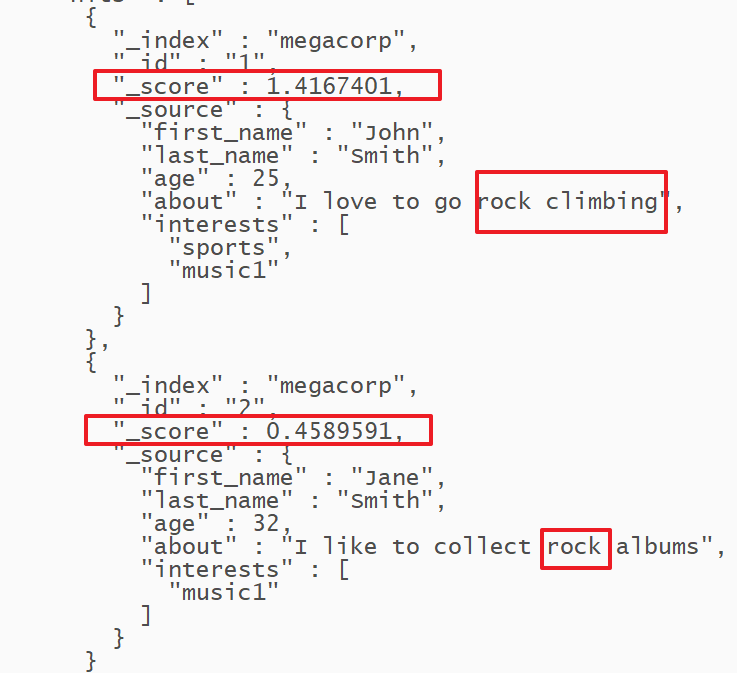 {
"_index" : "megacorp",
"_id" : "1",
"_score" : 1.4167401,
"_source" : {
"first_name" : "John",
"last_name" : "Smith",
"age" : 25,
"about" : "I love to go rock climbing",
"interests" : [
"sports",
"music1"
]
}
},
{
"_index" : "megacorp",
"_id" : "2",
"_score" : 0.4589591,
"_source" : {
"first_name" : "Jane",
"last_name" : "Smith",
"age" : 32,
"about" : "I like to collect rock albums",
"interests" : [
"music1"
]
}
}